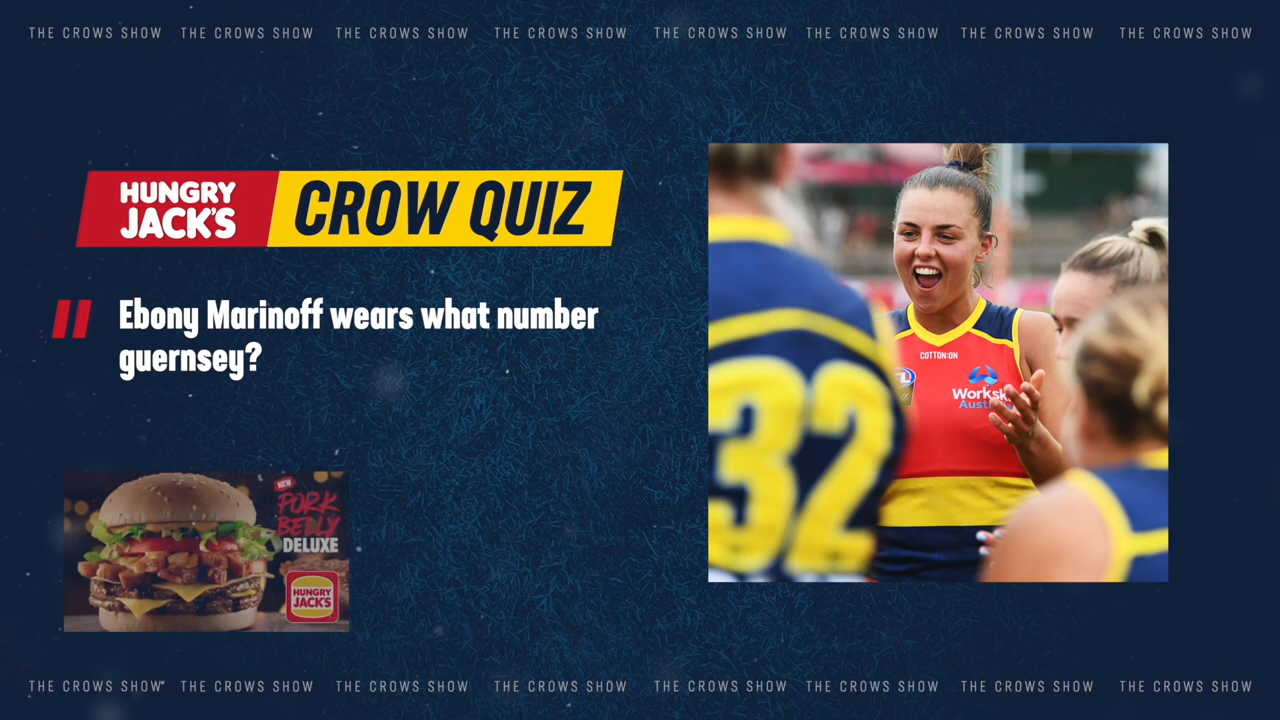 THE CROWS SHOW THE CROWS SHOW THE CROWS SHOW THE CROWS SHOW THE CROWS SHOW THE CROWS SHOW THE CROWS SHOW THE CROWS SHOW
HUNGRY
JACK'S
CROW QUIZ
Ebony Marinoff wears what number
guernsey?
COTTON:ON
32
NEW
PORK
BELLY
DELUXE
HUNGRY
JACK'S
THE CROWS SHOW THE CROWS SHOW THE CROWS SHOW THE CROWS SHOW THE CROWS SHOW THE CROWS SHOW THE CROWS SHOW THE CROWS SHOW